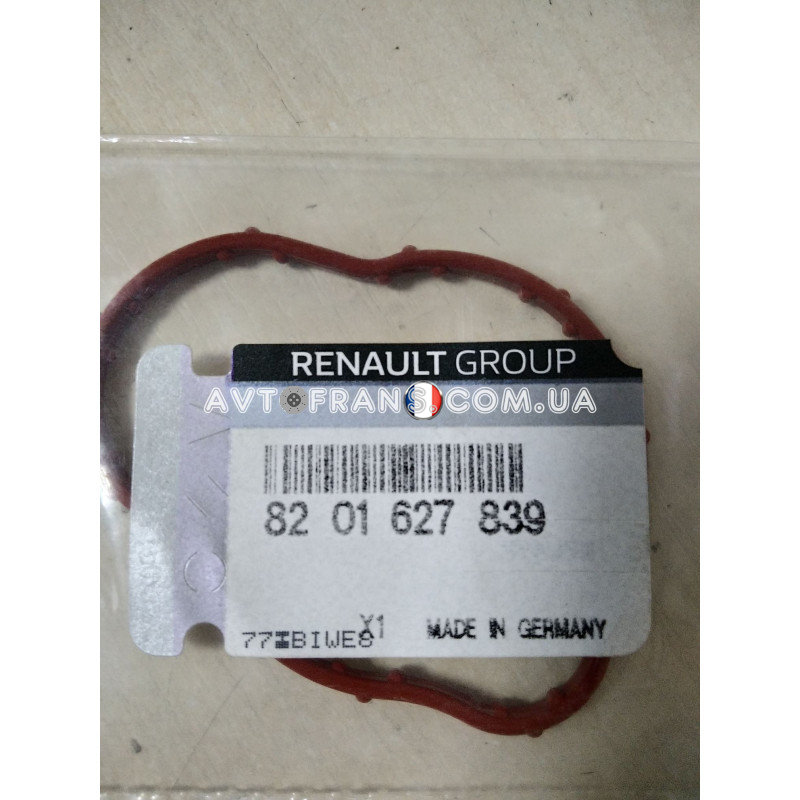 RENAULT GROUP
AVTOFRANS.COM.UA
82 01 627 839
X1
MADE IN GERMANY